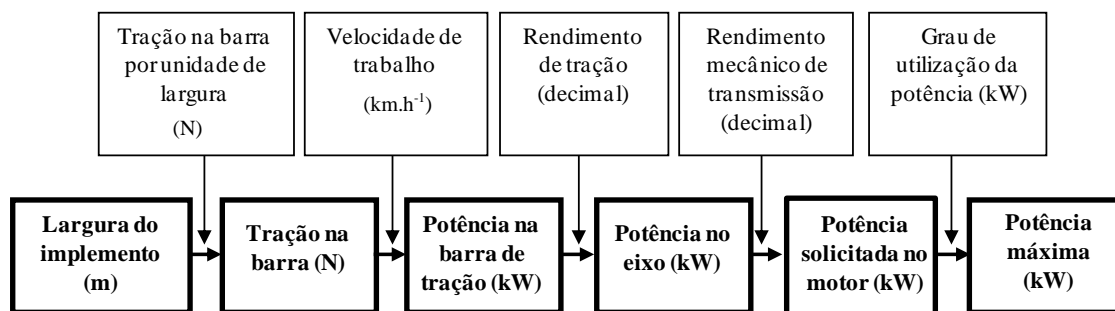 Tração na barra
por unidade de
largura
(N)
Velocidade de
trabalho
(km.h⁻¹)
Rendimento
de tração
(decimal)
Rendimento
mecânico de
transmissão
(decimal)
Grau de
utilização da
potência (kW)
Largura do
implemento
(m)
Tração na
barra (N)
Potência na
barra de
tração (kW)
Potência no
eixo (kW)
Potência
solicitada no
motor (kW)
Potência
máxima
(kW)